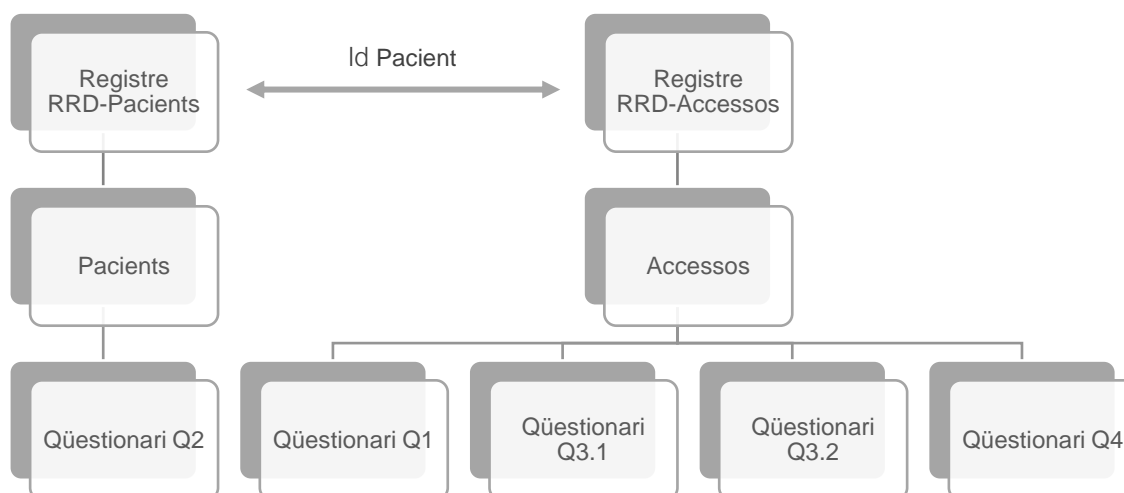 Id Pacient
Registre
RRD-Pacients
Registre
RRD-Accessos
Pacients
Accessos
Qüestionari Q2
Qüestionari Q1
Qüestionari
Q3.1
Qüestionari
Q3.2
Qüestionari Q4